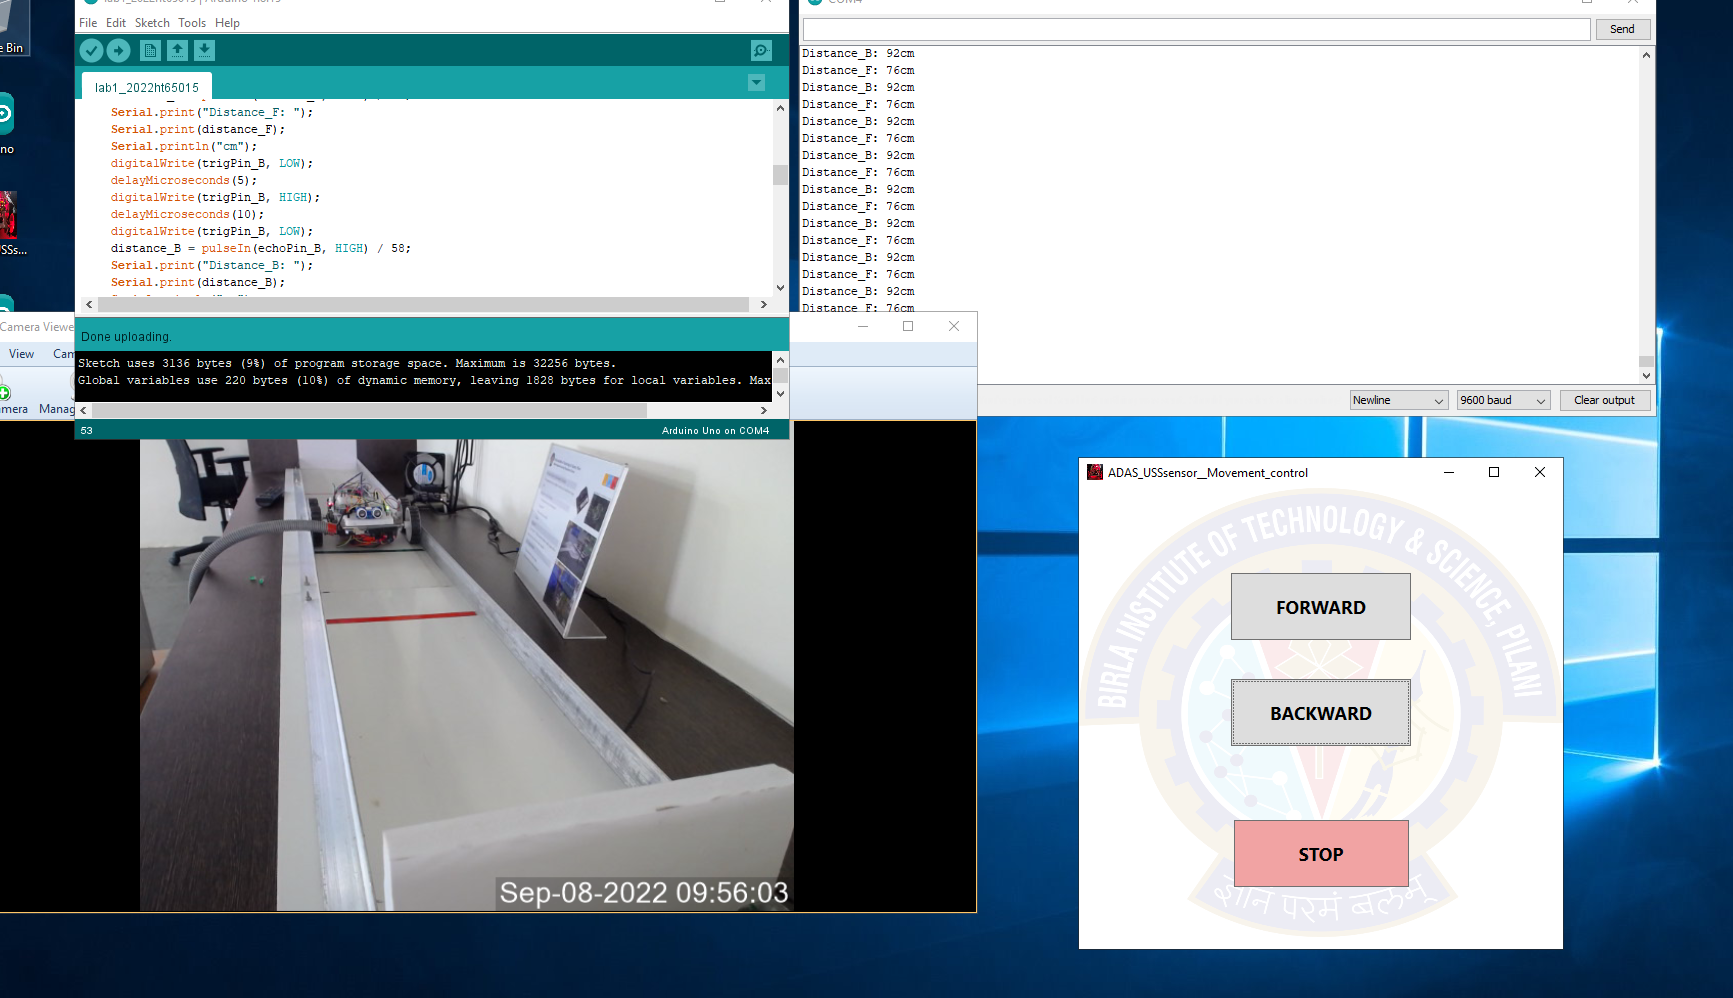 e Bin
no
USSs...
File Edit Sketch Tools Help
lab1_2022ht65015
Serial.print("Distance_F: ");
Serial.print(distance_F);
Serial.println("cm");
digitalWrite(trigPin_B, LOW);
delayMicroseconds(5);
digitalWrite(trigPin_B, HIGH);
delayMicroseconds(10);
digitalWrite(trigPin_B, LOW);
distance_B = pulseIn(echoPin_B, HIGH) / 58;
Serial.print("Distance_B: ");
Serial.print(distance_B);
Done uploading.
Sketch uses 3136 bytes (9%) of program storage space. Maximum is 32256 bytes.
Global variables use 220 bytes (10%) of dynamic memory, leaving 1828 bytes for local variables. Max
53
Arduino Uno on COM4
COM4
Send
Distance_B: 92cm
Distance_F: 76cm
Distance_B: 92cm
Distance_F: 76cm
Distance_B: 92cm
Distance_F: 76cm
Distance_B: 92cm
Distance_F: 76cm
Distance_B: 92cm
Distance_F: 76cm
Distance_B: 92cm
Distance_F: 76cm
Distance_B: 92cm
Distance_F: 76cm
Distance_B: 92cm
Distance_F: 76cm
Newline
9600 baud
Clear output
Camera Viewe
View Cam
amera Manag
Sep-08-2022 09:56:03
ADAS_USSsensor__Movement_control
BIRLA INSTITUTE OF TECHNOLOGY & SCIENCE, PILANI
FORWARD
BACKWARD
STOP
ज्ञान परमं बलम्